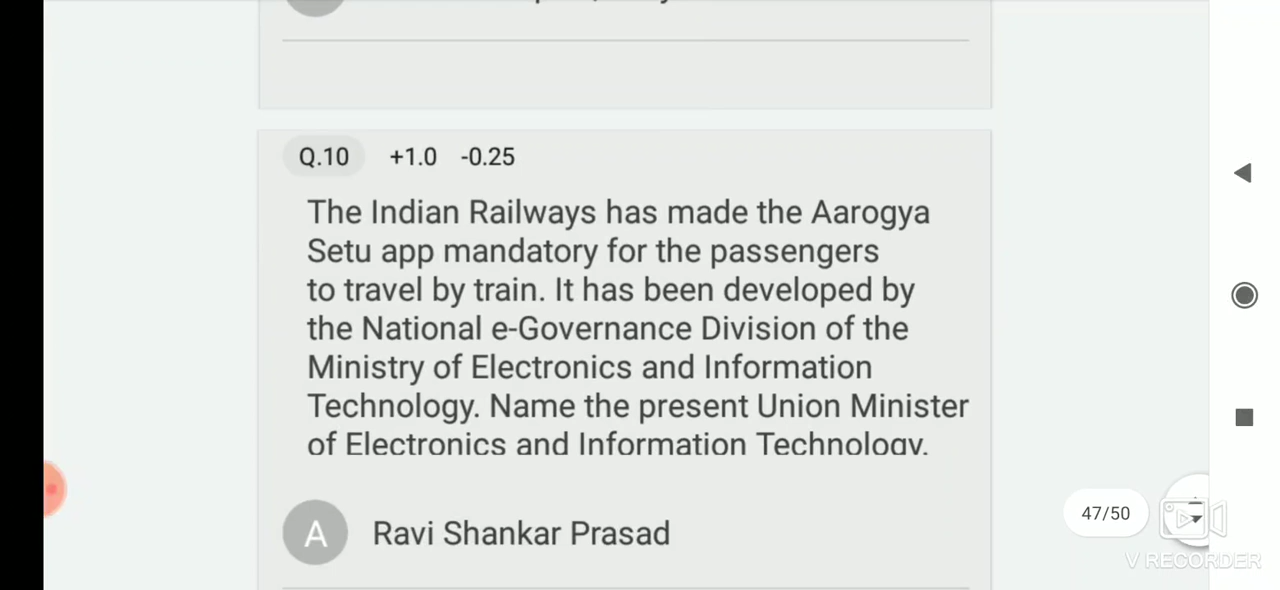 Q.10 +1.0 -0.25
The Indian Railways has made the Aarogya
Setu app mandatory for the passengers
to travel by train. It has been developed by
the National e-Governance Division of the
Ministry of Electronics and Information
Technology. Name the present Union Minister
of Electronics and Information Technology.
A Ravi Shankar Prasad
47/50
V RECORDER